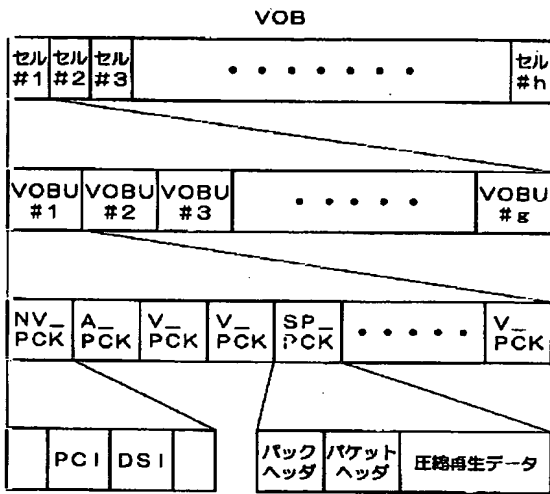 VOB
セル #1 セル #2 セル #3 ・・・・・・・ セル #h
VOBU #1 VOBU #2 VOBU #3 ・・・・・ VOBU #g
NV_ PCK A_ PCK V_ PCK V_ PCK SP_ PCK ・・・・・ V_ PCK
PCI DSI パック ヘッダ パケット ヘッダ 圧縮再生データ